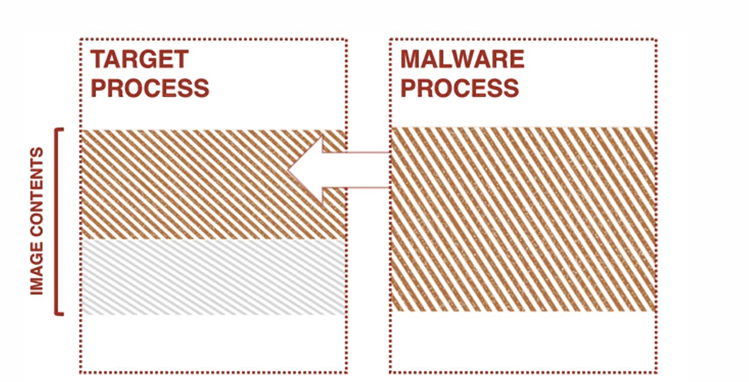 TARGET
PROCESS
MALWARE
PROCESS
IMAGE CONTENTS